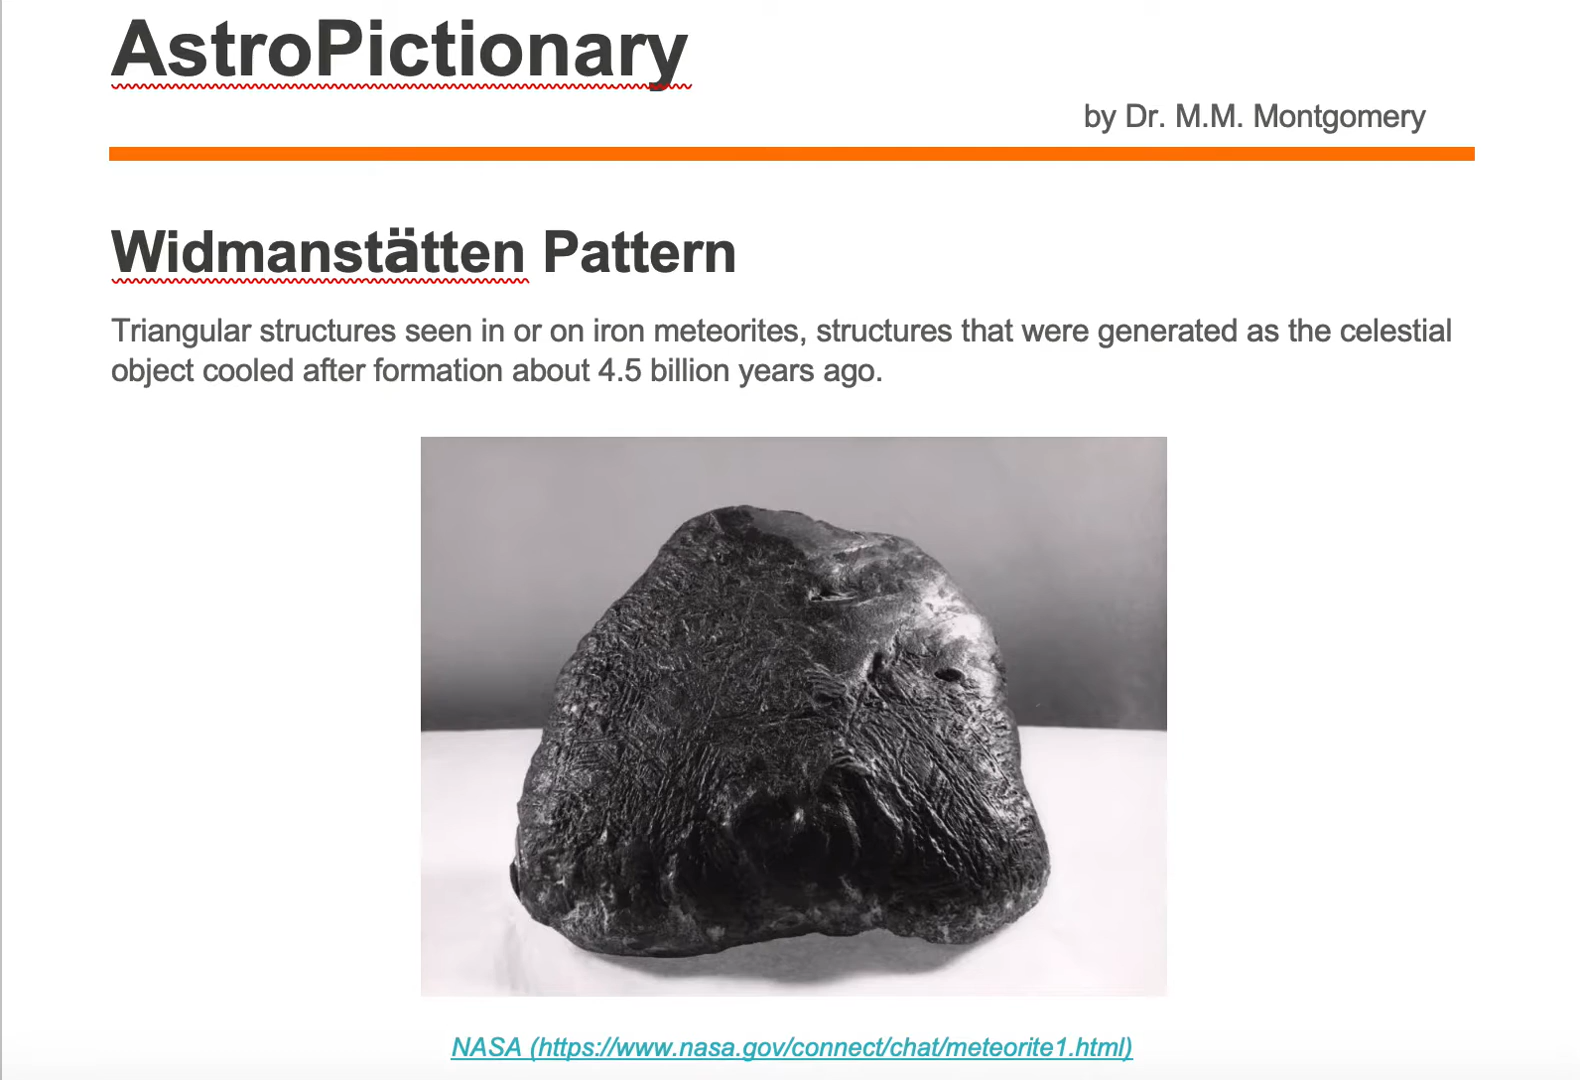 AstroPictionary
by Dr. M.M. Montgomery
Widmanstätten Pattern
Triangular structures seen in or on iron meteorites, structures that were generated as the celestial
object cooled after formation about 4.5 billion years ago.
NASA (https://www.nasa.gov/connect/chat/meteorite1.html)